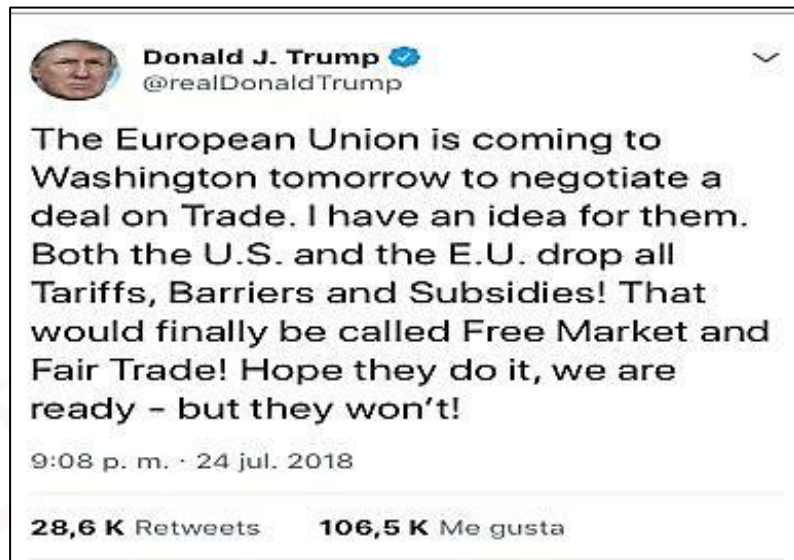 Donald J. Trump
@realDonaldTrump
The European Union is coming to
Washington tomorrow to negotiate a
deal on Trade. I have an idea for them.
Both the U.S. and the E.U. drop all
Tariffs, Barriers and Subsidies! That
would finally be called Free Market and
Fair Trade! Hope they do it, we are
ready – but they won't!
9:08 p. m. · 24 jul. 2018
28,6 K Retweets 106,5 K Me gusta